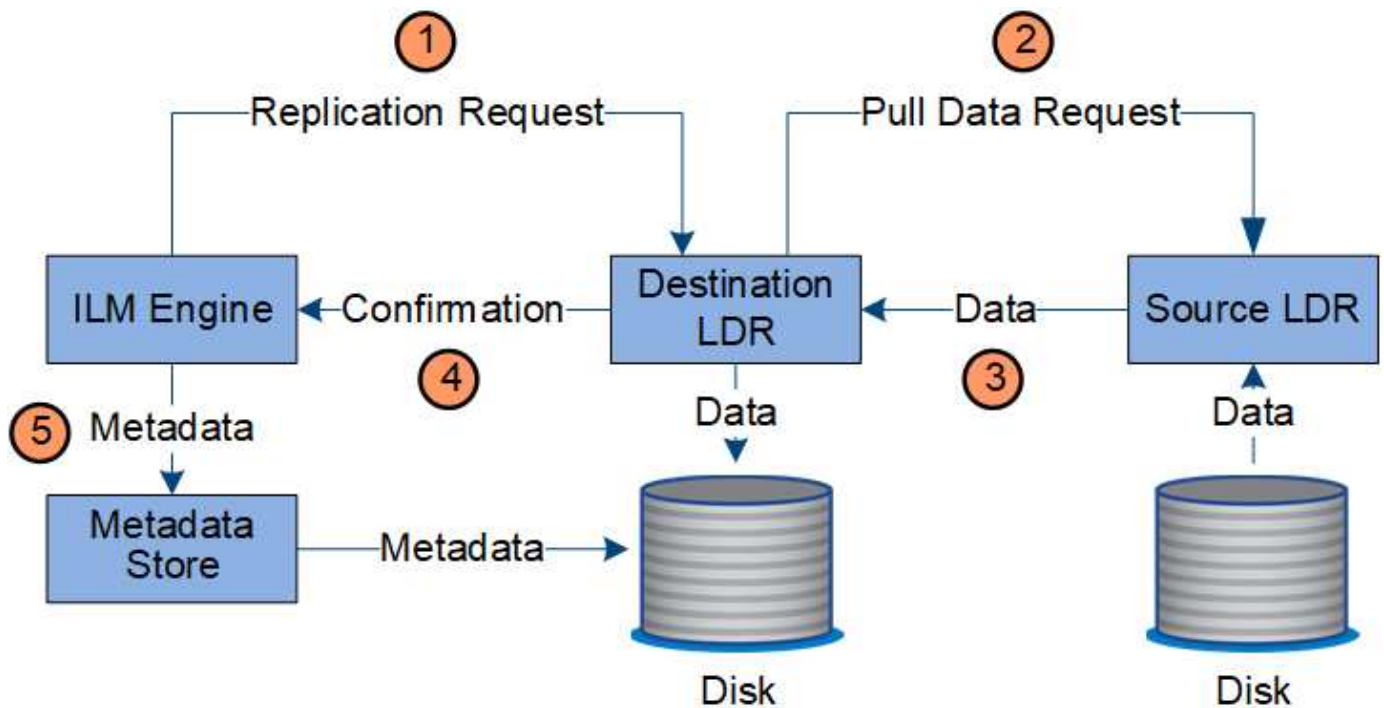 1
2
Replication Request
Pull Data Request
ILM Engine
Confirmation
Destination
LDR
Data
Source LDR
4
3
5
Metadata
Data
Data
Metadata
Store
Metadata
Disk
Disk